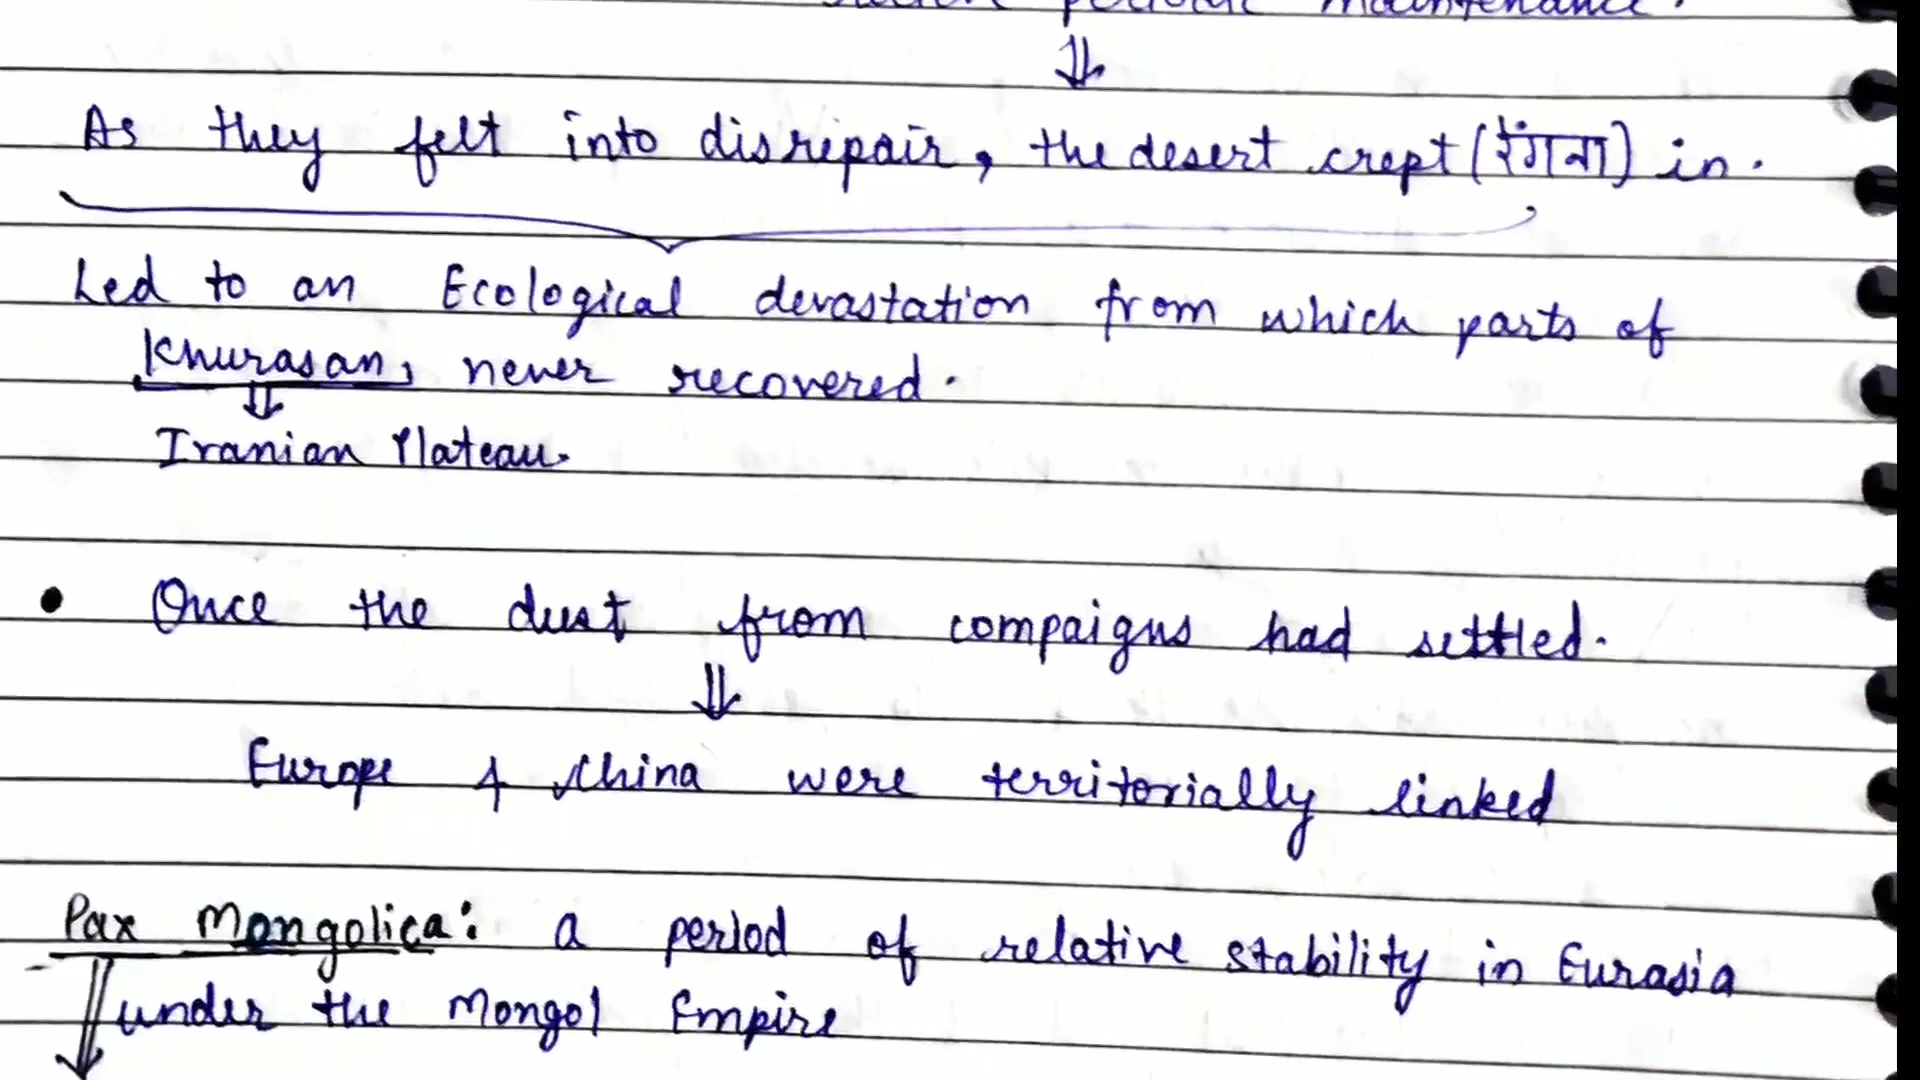 periodic maintenance.
⇓
As they felt into disrepair, the desert crept (रेंगना) in.
Led to an Ecological devastation from which parts of
Khurasan, never recovered.
⇓
Iranian Plateau.
• Once the dust from compaigns had settled.
⇓
Europe & China were territorially linked
Pax Mongolica: a period of relative stability in Eurasia
⇓ under the Mongol Empire